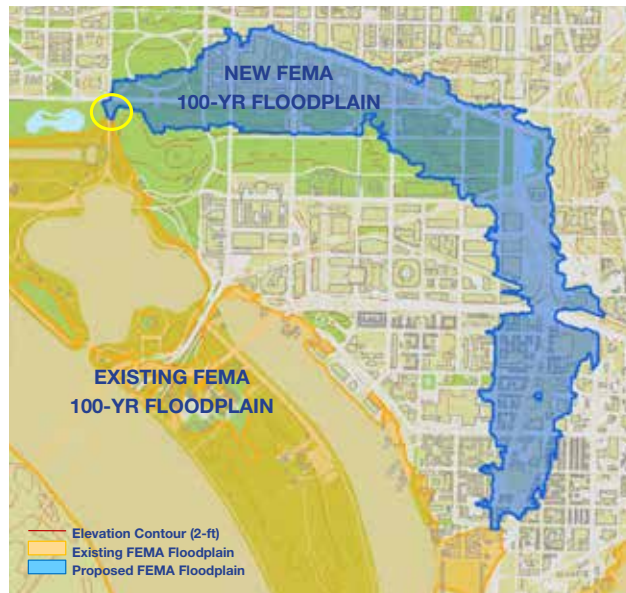 NEW FEMA
100-YR FLOODPLAIN
EXISTING FEMA
100-YR FLOODPLAIN
Elevation Contour (2-ft)
Existing FEMA Floodplain
Proposed FEMA Floodplain